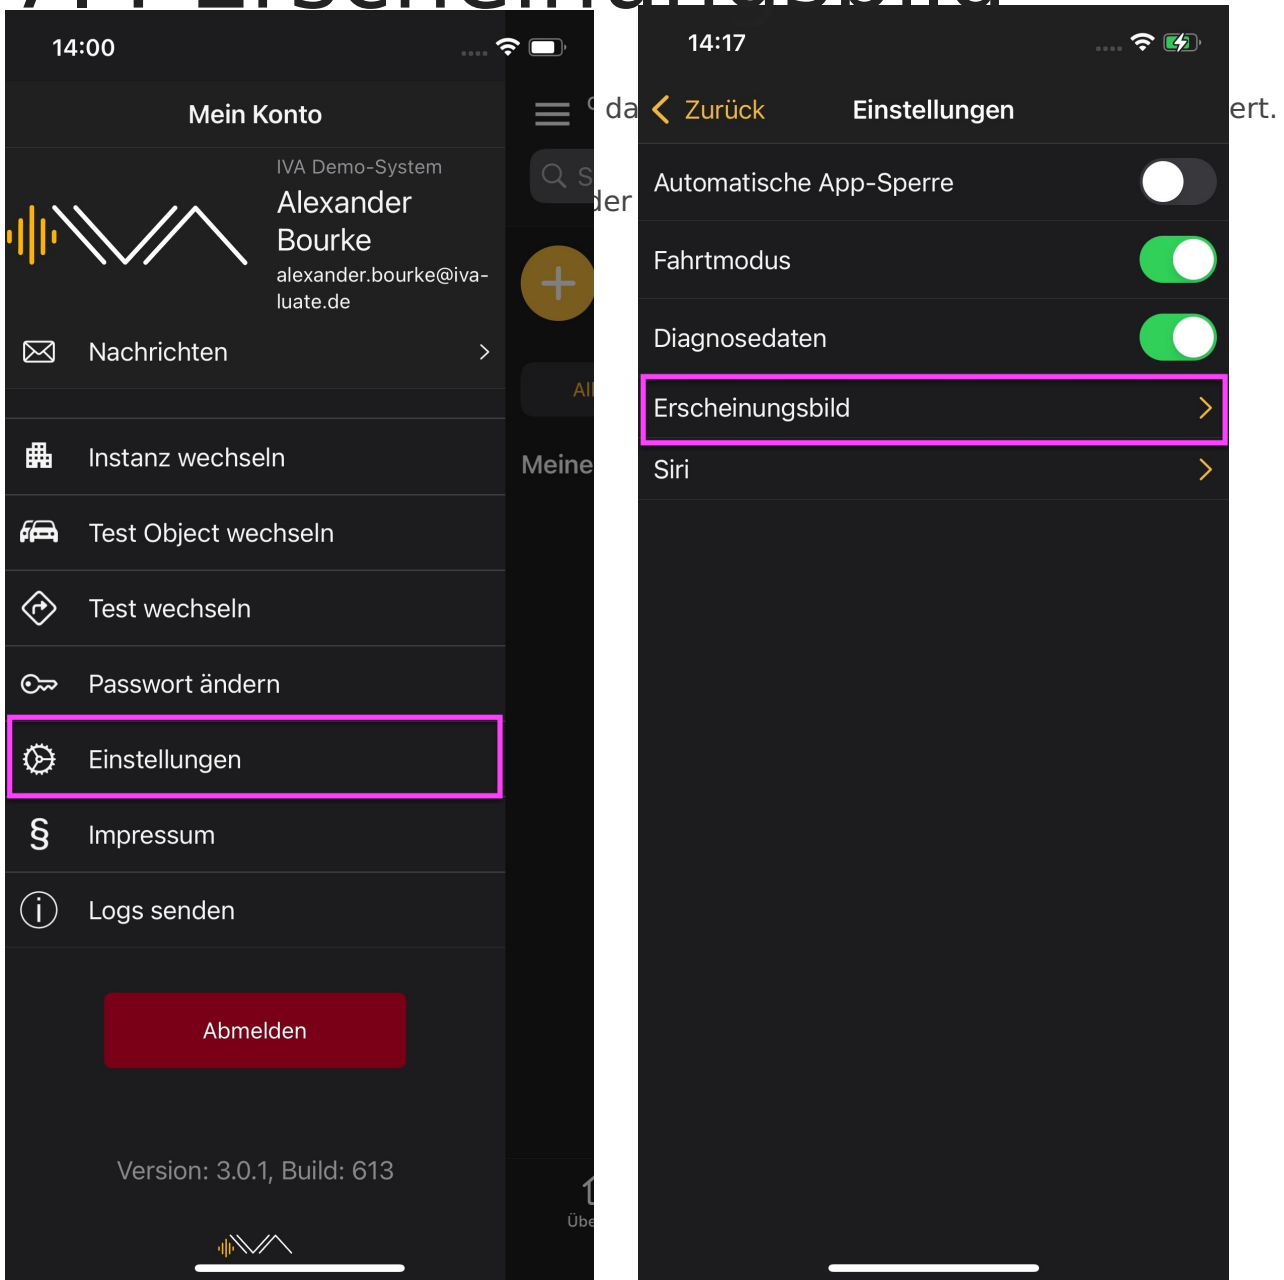 Erscheinungsbild
14:00
Mein Konto
IVA Demo-System
Alexander
Bourke
alexander.bourke@iva-
luate.de
Nachrichten
Instanz wechseln
Test Object wechseln
Test wechseln
Passwort ändern
Einstellungen
§ Impressum
Logs senden
Abmelden
Version: 3.0.1, Build: 613
Meine
14:17
Zurück
Einstellungen
ert.
Automatische App-Sperre
Fahrtmodus
Diagnosedaten
Erscheinungsbild
Siri